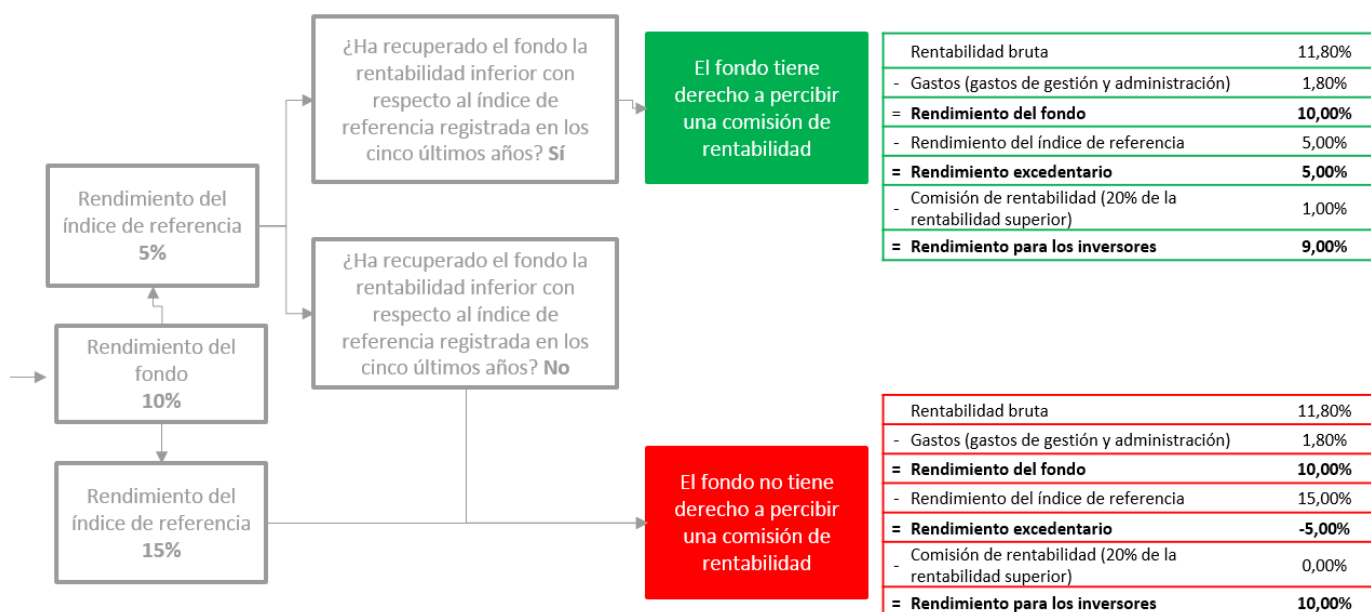 ¿Ha recuperado el fondo la
rentabilidad inferior con
respecto al índice de
referencia registrada en los
cinco últimos años? Sí
El fondo tiene
derecho a percibir
una comisión de
rentabilidad
Rentabilidad bruta 11,80%
- Gastos (gastos de gestión y administración) 1,80%
= Rendimiento del fondo 10,00%
- Rendimiento del índice de referencia 5,00%
= Rendimiento excedentario 5,00%
- Comisión de rentabilidad (20% de la
rentabilidad superior) 1,00%
= Rendimiento para los inversores 9,00%
Rendimiento del
índice de referencia
5%
¿Ha recuperado el fondo la
rentabilidad inferior con
respecto al índice de
referencia registrada en los
cinco últimos años? No
Rendimiento del
fondo
10%
Rendimiento del
índice de referencia
15%
El fondo no tiene
derecho a percibir
una comisión de
rentabilidad
Rentabilidad bruta 11,80%
- Gastos (gastos de gestión y administración) 1,80%
= Rendimiento del fondo 10,00%
- Rendimiento del índice de referencia 15,00%
= Rendimiento excedentario -5,00%
- Comisión de rentabilidad (20% de la
rentabilidad superior) 0,00%
= Rendimiento para los inversores 10,00%